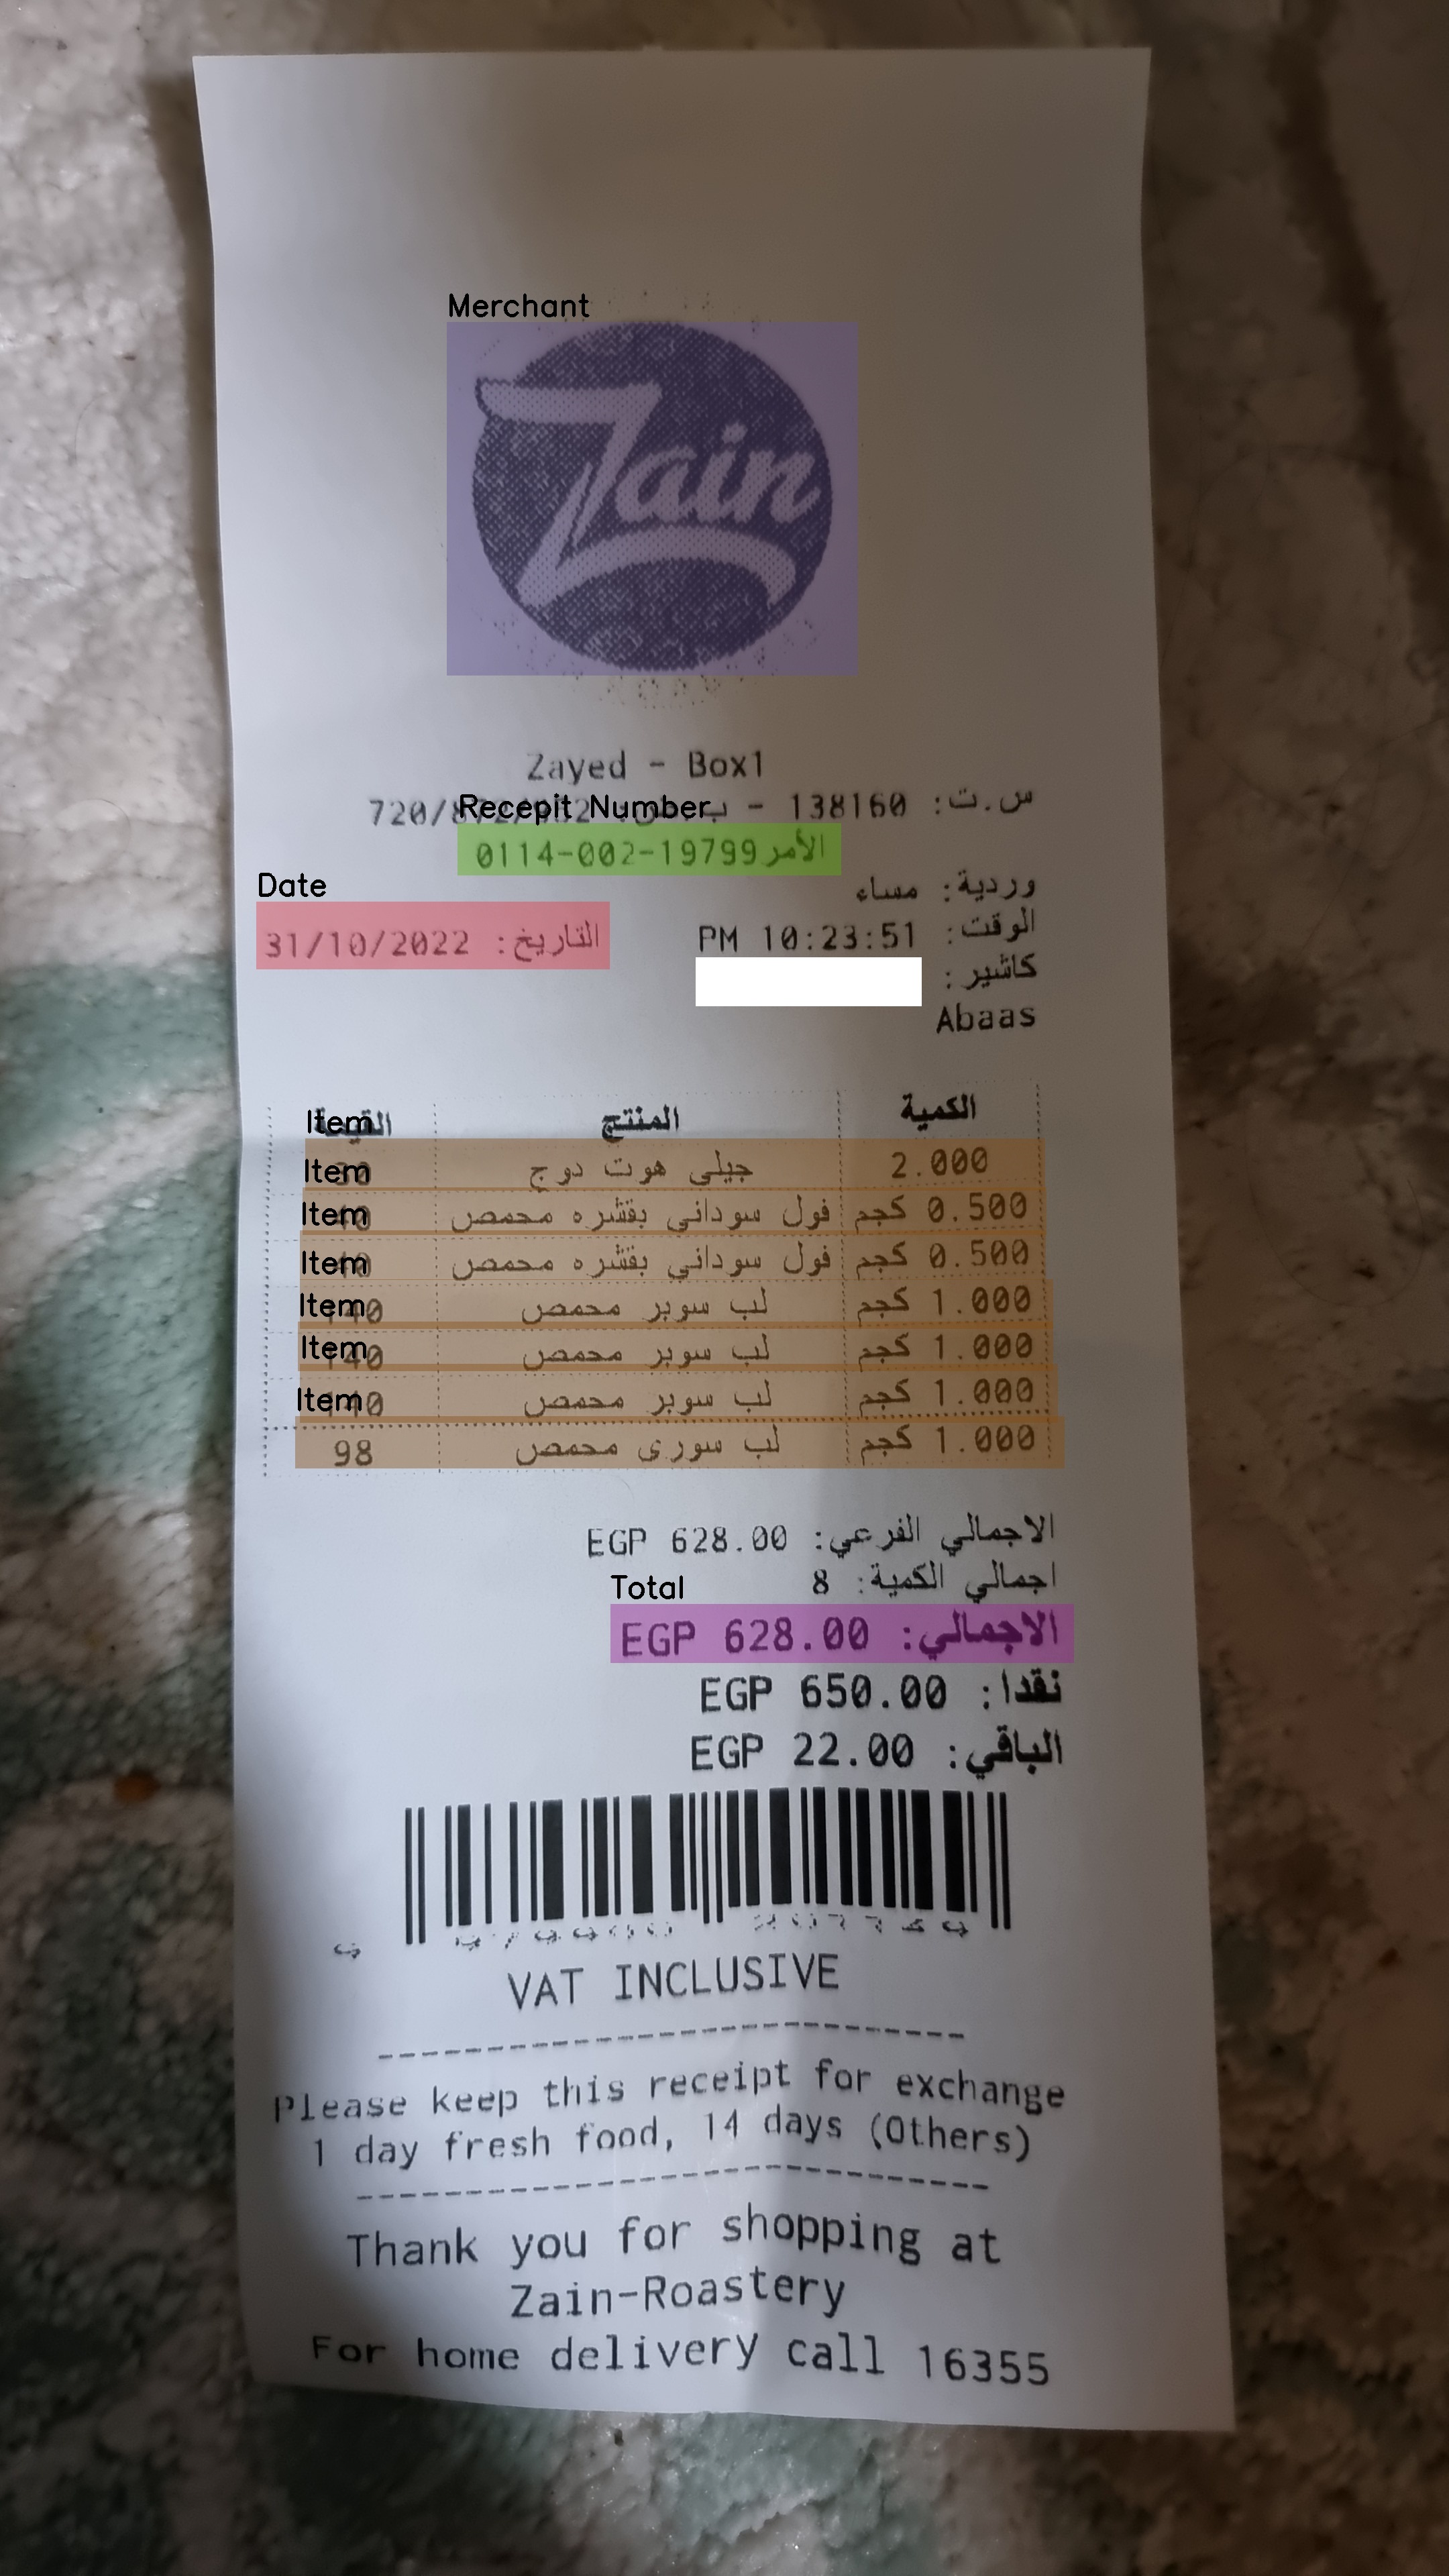 Merchant
Zain
Zayed - Box1
س.ت: 138160 - 720/
Recepit Number
الأمر 0114-002-19799
وردية: مساء
Date
الوقت: 10:23:51 PM
التاريخ: 31/10/2022
كاشير:
Abaas
الكمية المنتج Item
2.000 جيلى هوت دوج Item
0.500 كجم فول سودانى بقشره محمص Item
0.500 كجم فول سودانى بقشره محمص Item
1.000 كجم لب سوبر محمص Item
1.000 كجم لب سوبر محمص 140 Item
1.000 كجم لب سوبر محمص Item
1.000 كجم لب سورى محمص 98
الاجمالي الفرعي: EGP 628.00
اجمالي الكمية: 8
Total
الاجمالي: EGP 628.00
نقدا: EGP 650.00
الباقي: EGP 22.00
VAT INCLUSIVE
Please keep this receipt for exchange
1 day fresh food, 14 days (Others)
Thank you for shopping at
Zain-Roastery
For home delivery call 16355